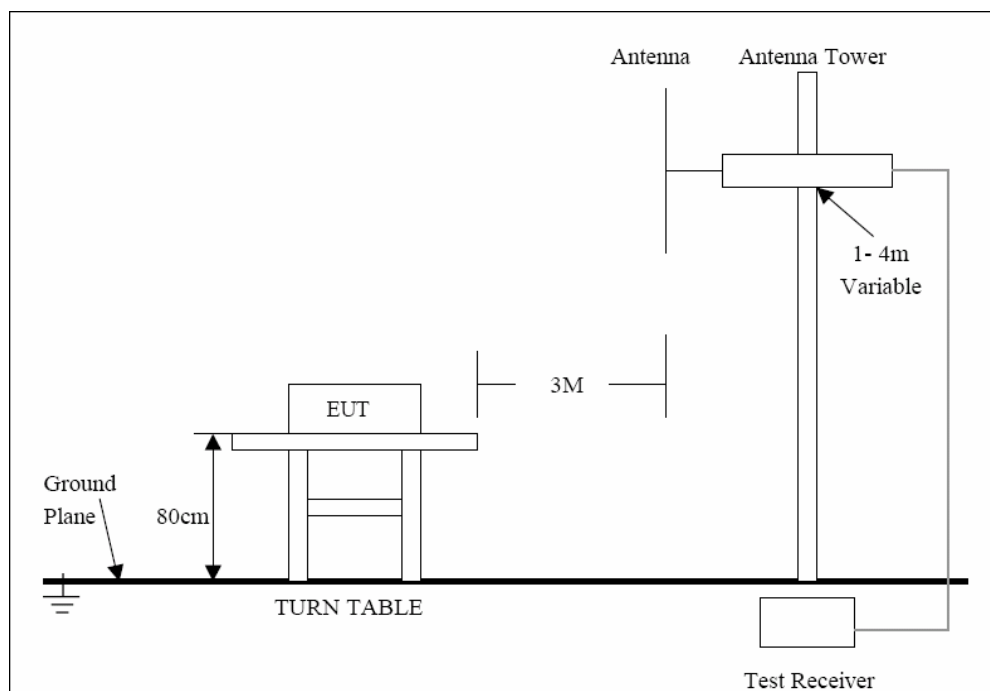 Antenna
Antenna Tower
1- 4m
Variable
3M
EUT
Ground
Plane
80cm
TURN TABLE
Test Receiver